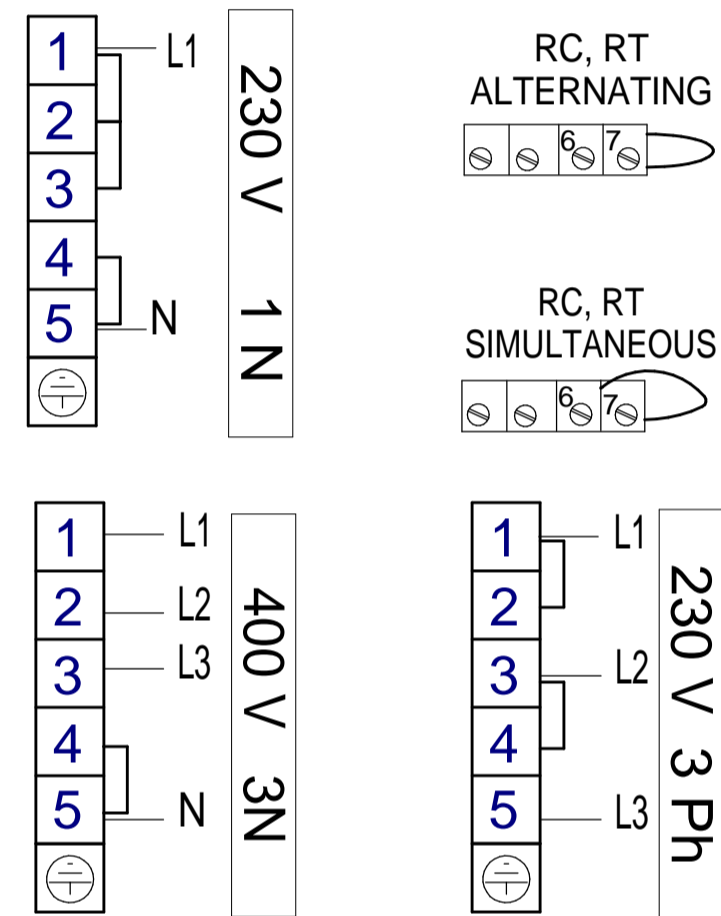 1 L1
2
3
4
5 N
230 V 1 N
RC, RT
ALTERNATING
6 7
RC, RT
SIMULTANEOUS
6 7
1 L1
2 L2
3 L3
4
5 N
400 V 3N
1 L1
2
3 L2
4
5 L3
230 V 3 Ph